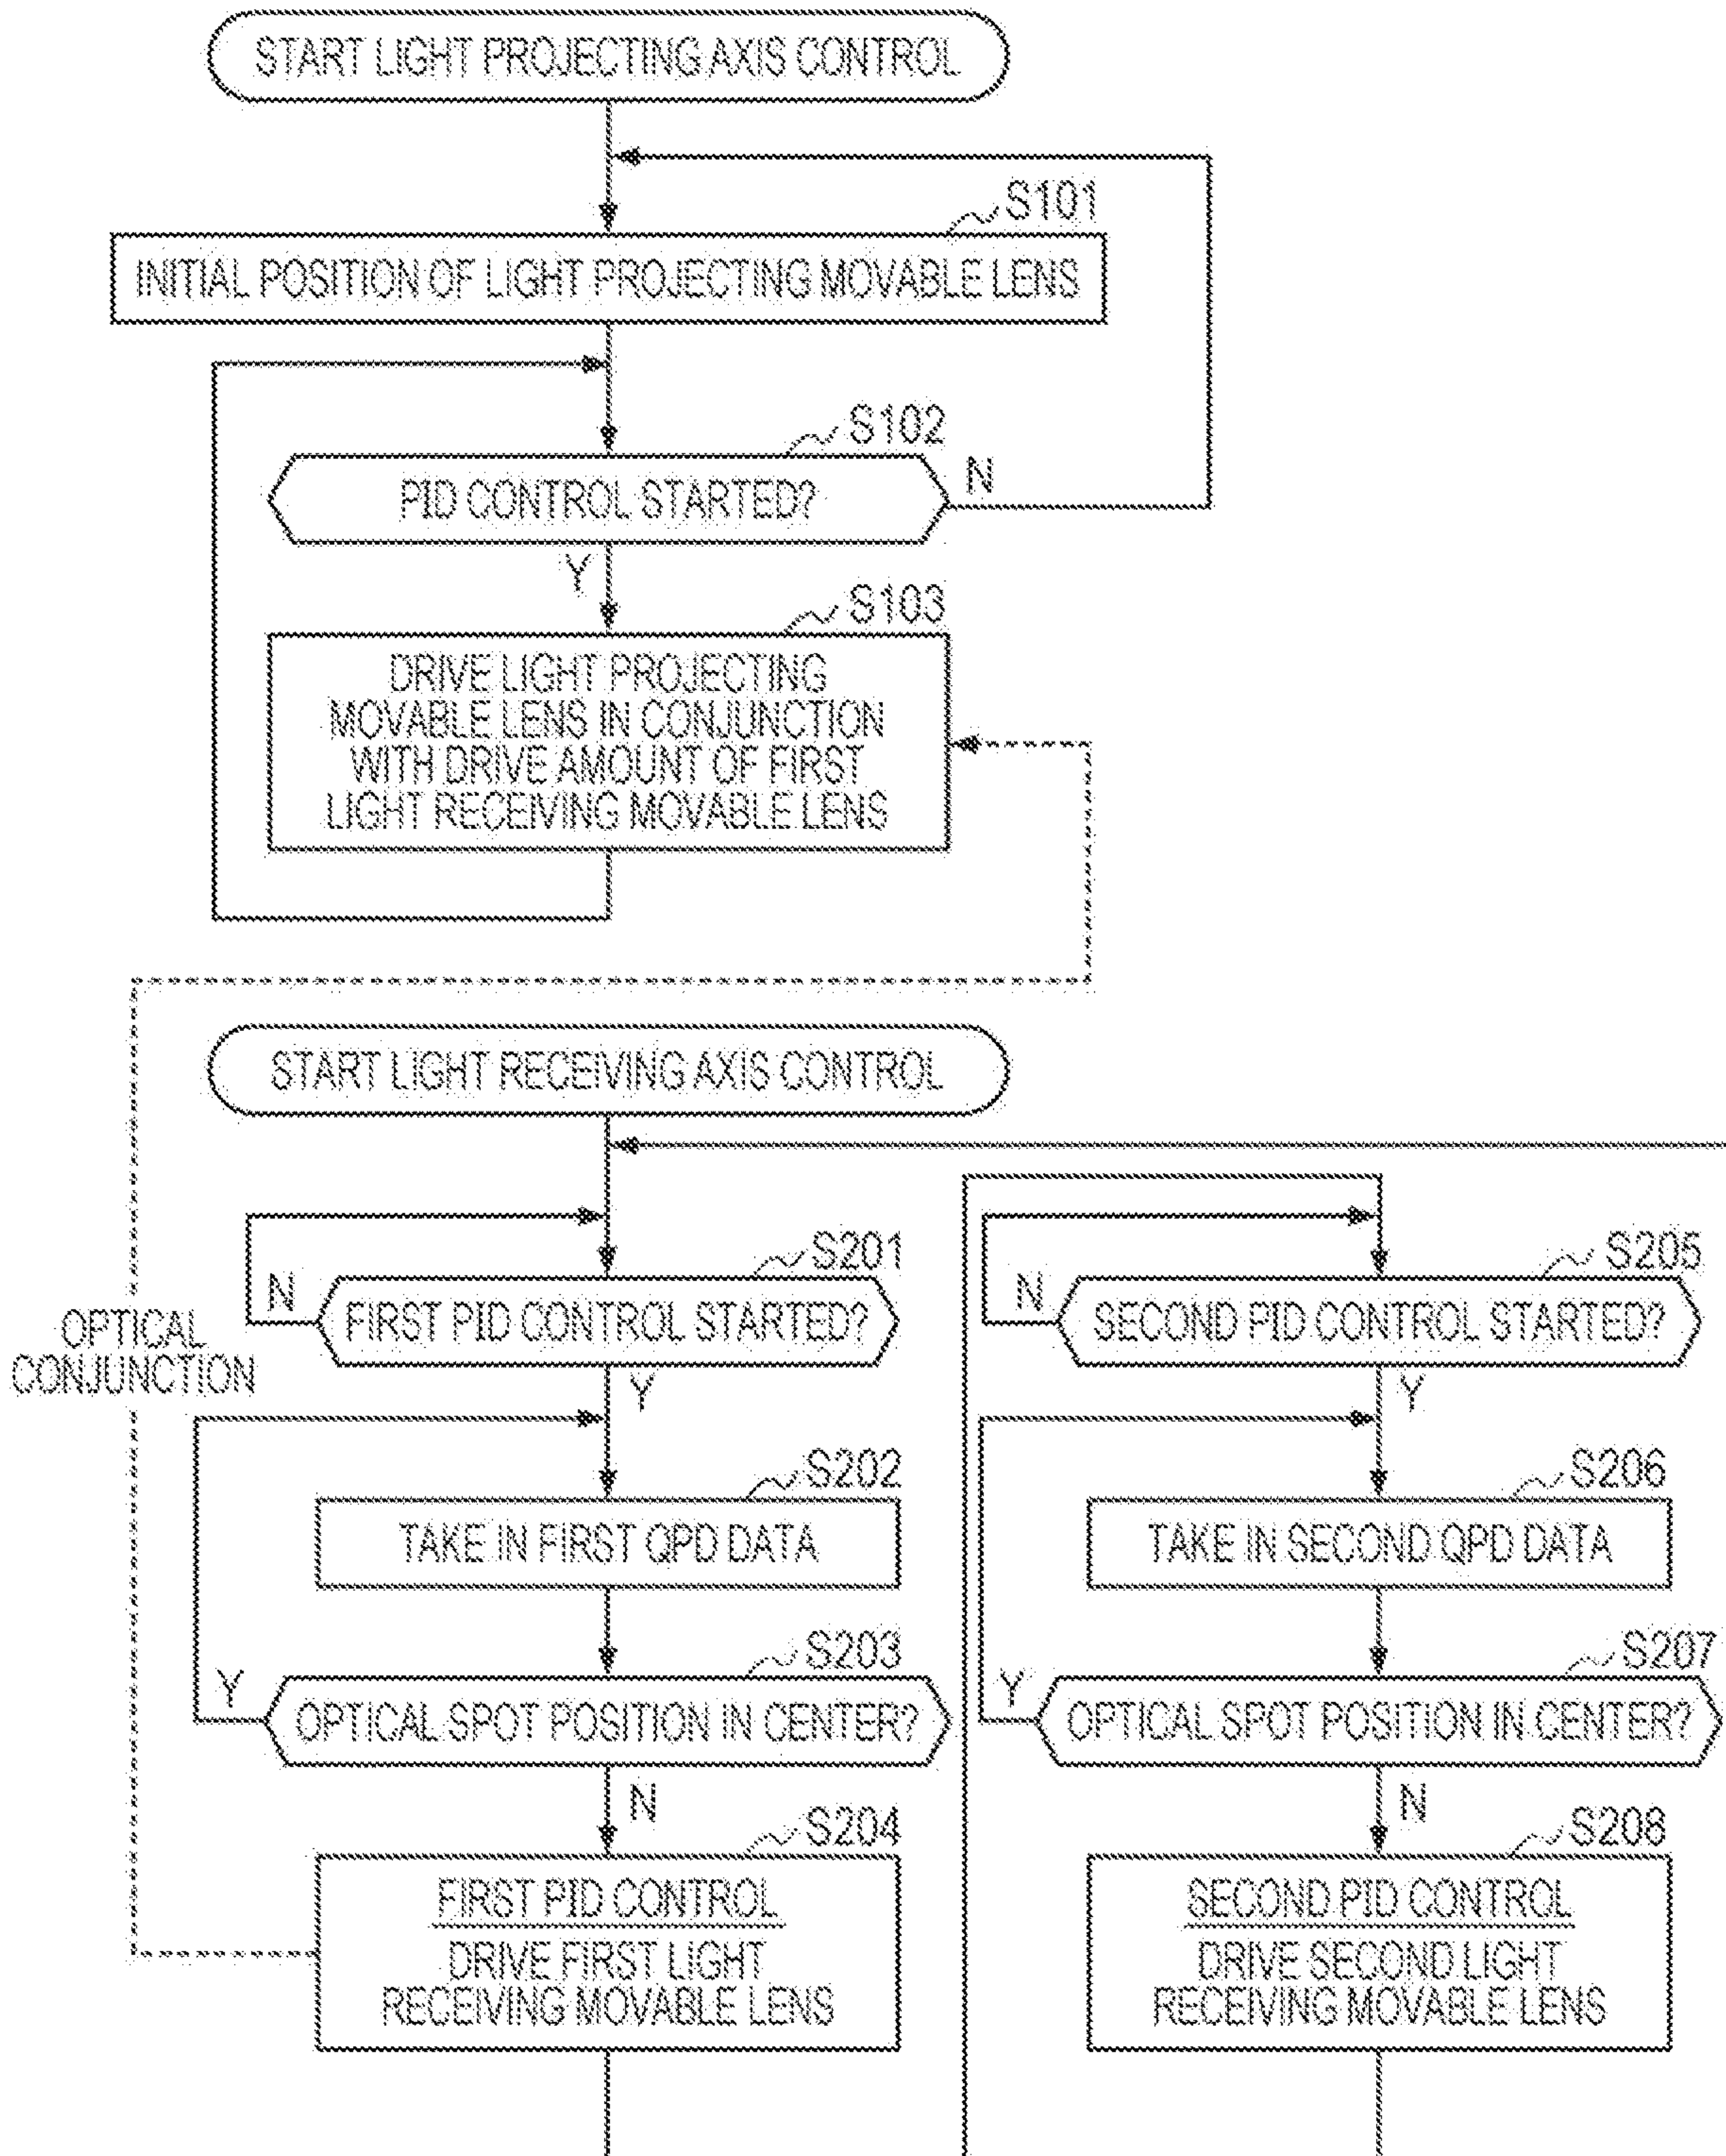 START LIGHT PROJECTING AXIS CONTROL
S101
INITIAL POSITION OF LIGHT PROJECTING MOVABLE LENS
S102
PID CONTROL STARTED?
N
Y
S103
DRIVE LIGHT PROJECTING
MOVABLE LENS IN CONJUNCTION
WITH DRIVE AMOUNT OF FIRST
LIGHT RECEIVING MOVABLE LENS
START LIGHT RECEIVING AXIS CONTROL
OPTICAL
CONJUNCTION
S201
N
FIRST PID CONTROL STARTED?
Y
S202
TAKE IN FIRST QPD DATA
S203
Y
OPTICAL SPOT POSITION IN CENTER?
N
S204
FIRST PID CONTROL
DRIVE FIRST LIGHT
RECEIVING MOVABLE LENS
S205
N
SECOND PID CONTROL STARTED?
Y
S206
TAKE IN SECOND QPD DATA
S207
Y
OPTICAL SPOT POSITION IN CENTER?
N
S208
SECOND PID CONTROL
DRIVE SECOND LIGHT
RECEIVING MOVABLE LENS